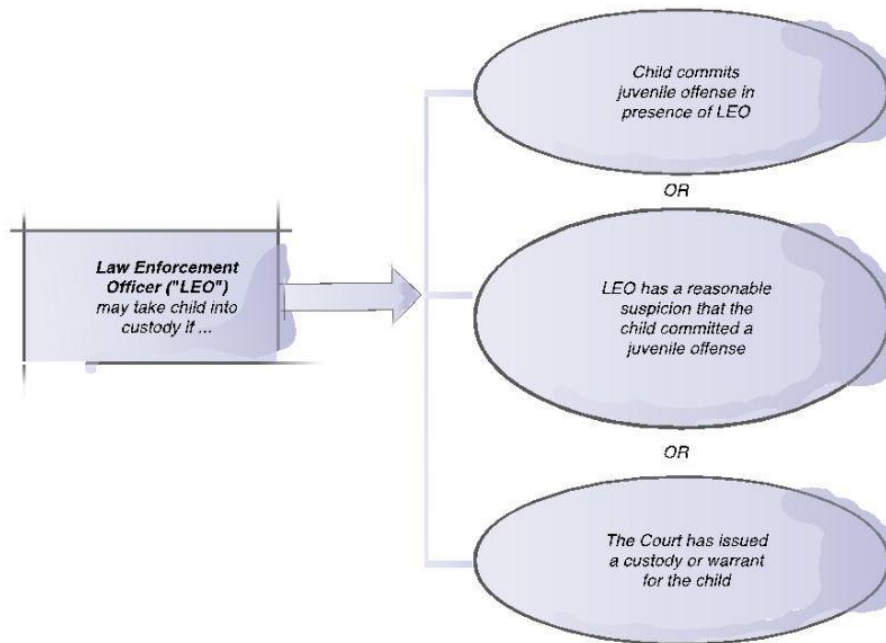 Child commits
juvenile offense in
presence of LEO
OR
Law Enforcement
Officer ("LEO")
may take child into
custody if ...
LEO has a reasonable
suspicion that the
child committed a
juvenile offense
OR
The Court has issued
a custody or warrant
for the child